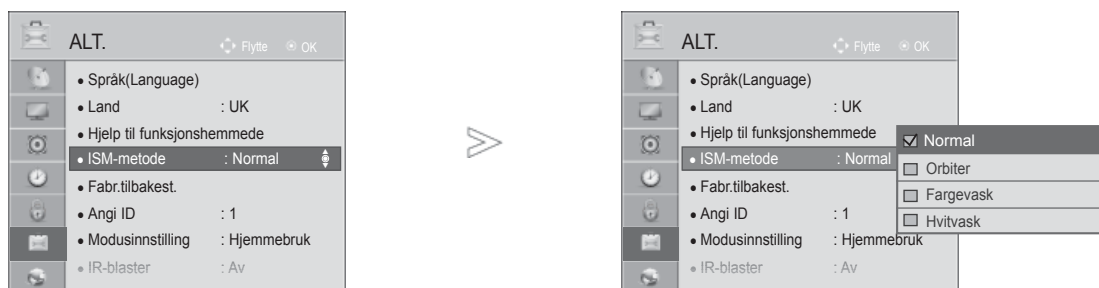 ALT.
Flytte OK
Språk(Language)
Land : UK
Hjelp til funksjonshemmede
ISM-metode : Normal
Fabr.tilbakest.
Angi ID : 1
Modusinnstilling : Hjemmebruk
IR-blaster : Av
ALT.
Flytte OK
Språk(Language)
Land : UK
Hjelp til funksjonshemmede
ISM-metode : Normal
Fabr.tilbakest.
Angi ID : 1
Modusinnstilling : Hjemmebruk
IR-blaster : Av
Normal
Orbiter
Fargevask
Hvitvask